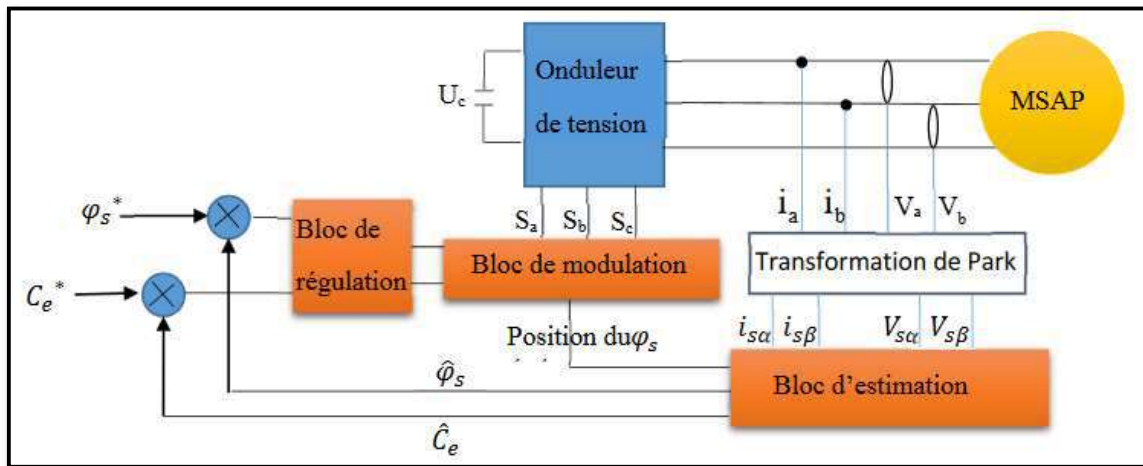 Onduleur
de tension
U_c
MSAP
φ_s*
i_a i_b V_a V_b
S_a S_b S_c
Bloc de
régulation
Bloc de modulation
Transformation de Park
C_e*
i_sα i_sβ V_sα V_sβ
Position du φ_s
φ̂_s
Bloc d’estimation
Ĉ_e